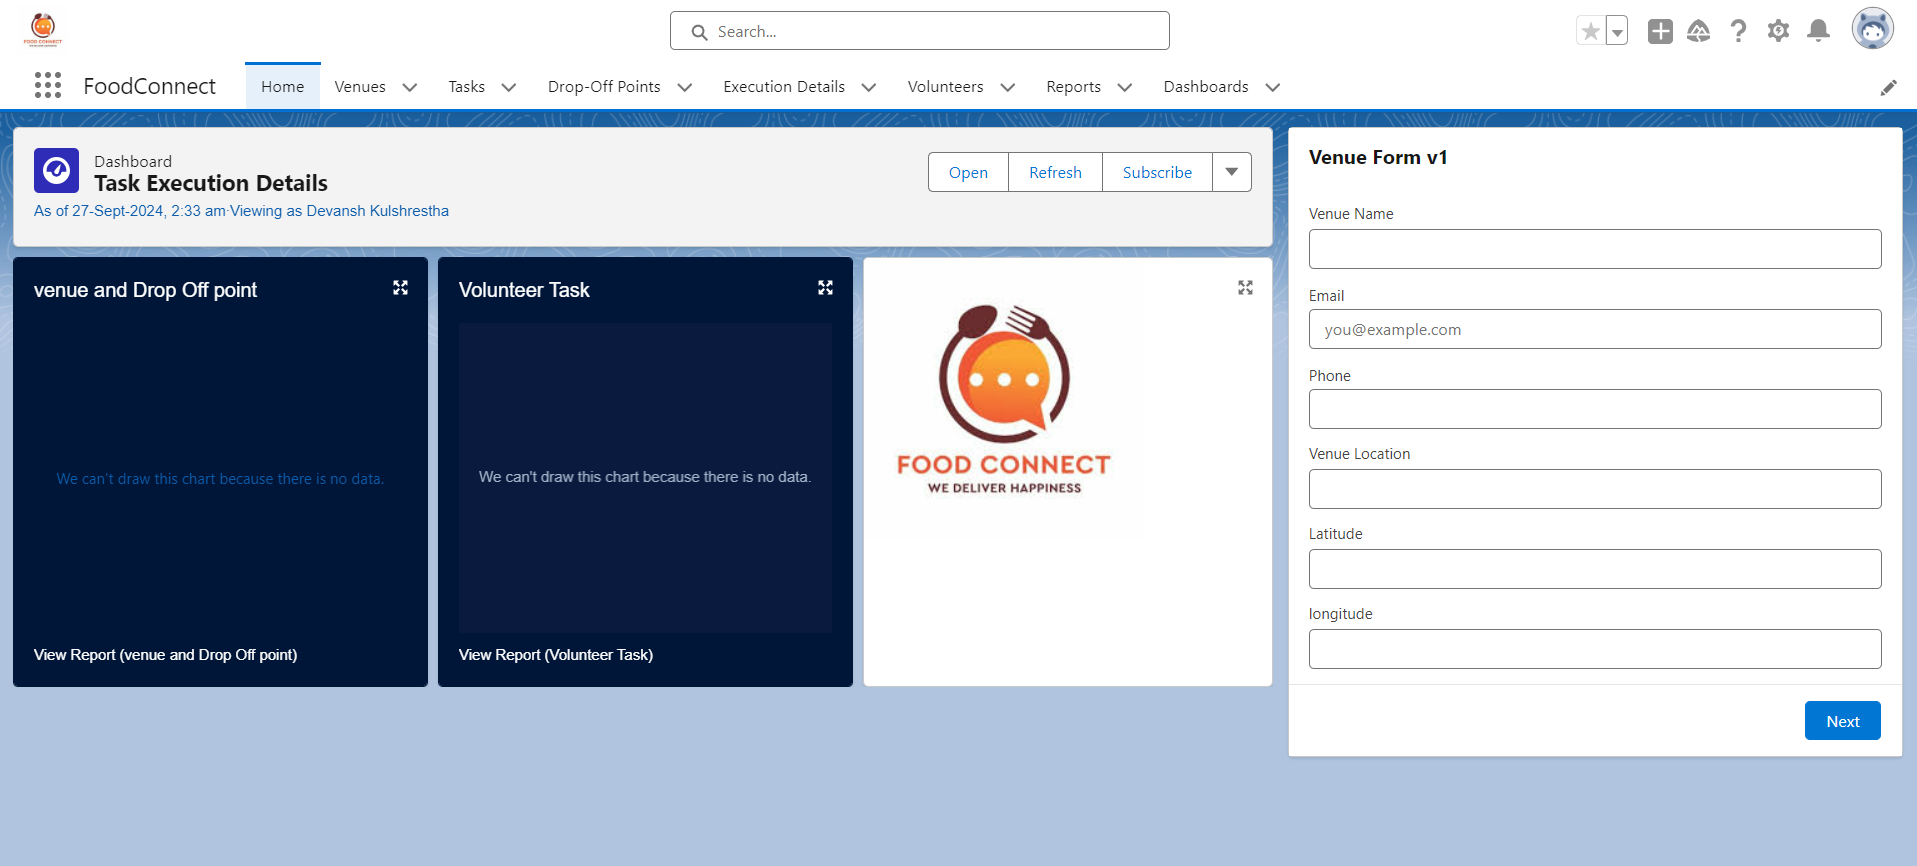 FOOD CONNECT
Search...
FoodConnect
Home
Venues
Tasks
Drop-Off Points
Execution Details
Volunteers
Reports
Dashboards
Dashboard
Task Execution Details
As of 27-Sept-2024, 2:33 am·Viewing as Devansh Kulshrestha
Open
Refresh
Subscribe
venue and Drop Off point
We can't draw this chart because there is no data.
View Report (venue and Drop Off point)
Volunteer Task
We can't draw this chart because there is no data.
View Report (Volunteer Task)
FOOD CONNECT
WE DELIVER HAPPINESS
Venue Form v1
Venue Name
Email
you@example.com
Phone
Venue Location
Latitude
longitude
Next